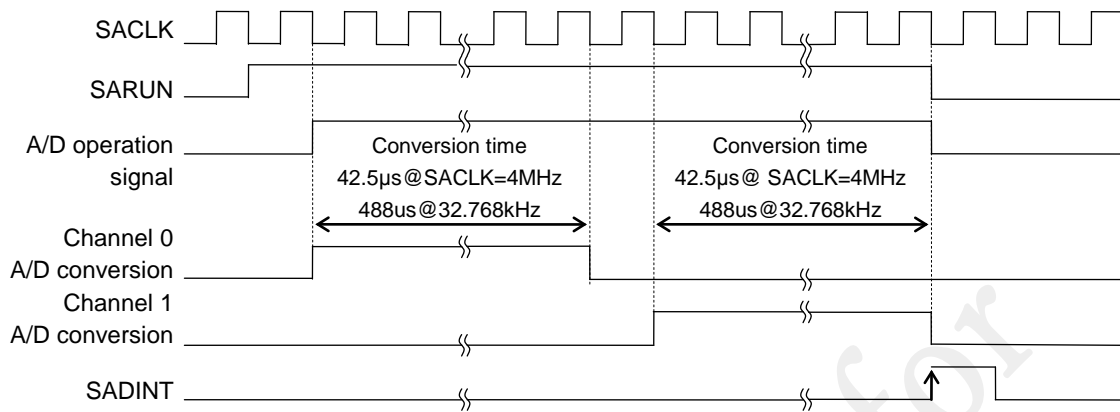 SACLK
SARUN
A/D operation
signal
Conversion time
42.5µs@SACLK=4MHz
488us@32.768kHz
Conversion time
42.5µs@ SACLK=4MHz
488us@32.768kHz
Channel 0
A/D conversion
Channel 1
A/D conversion
SADINT
for